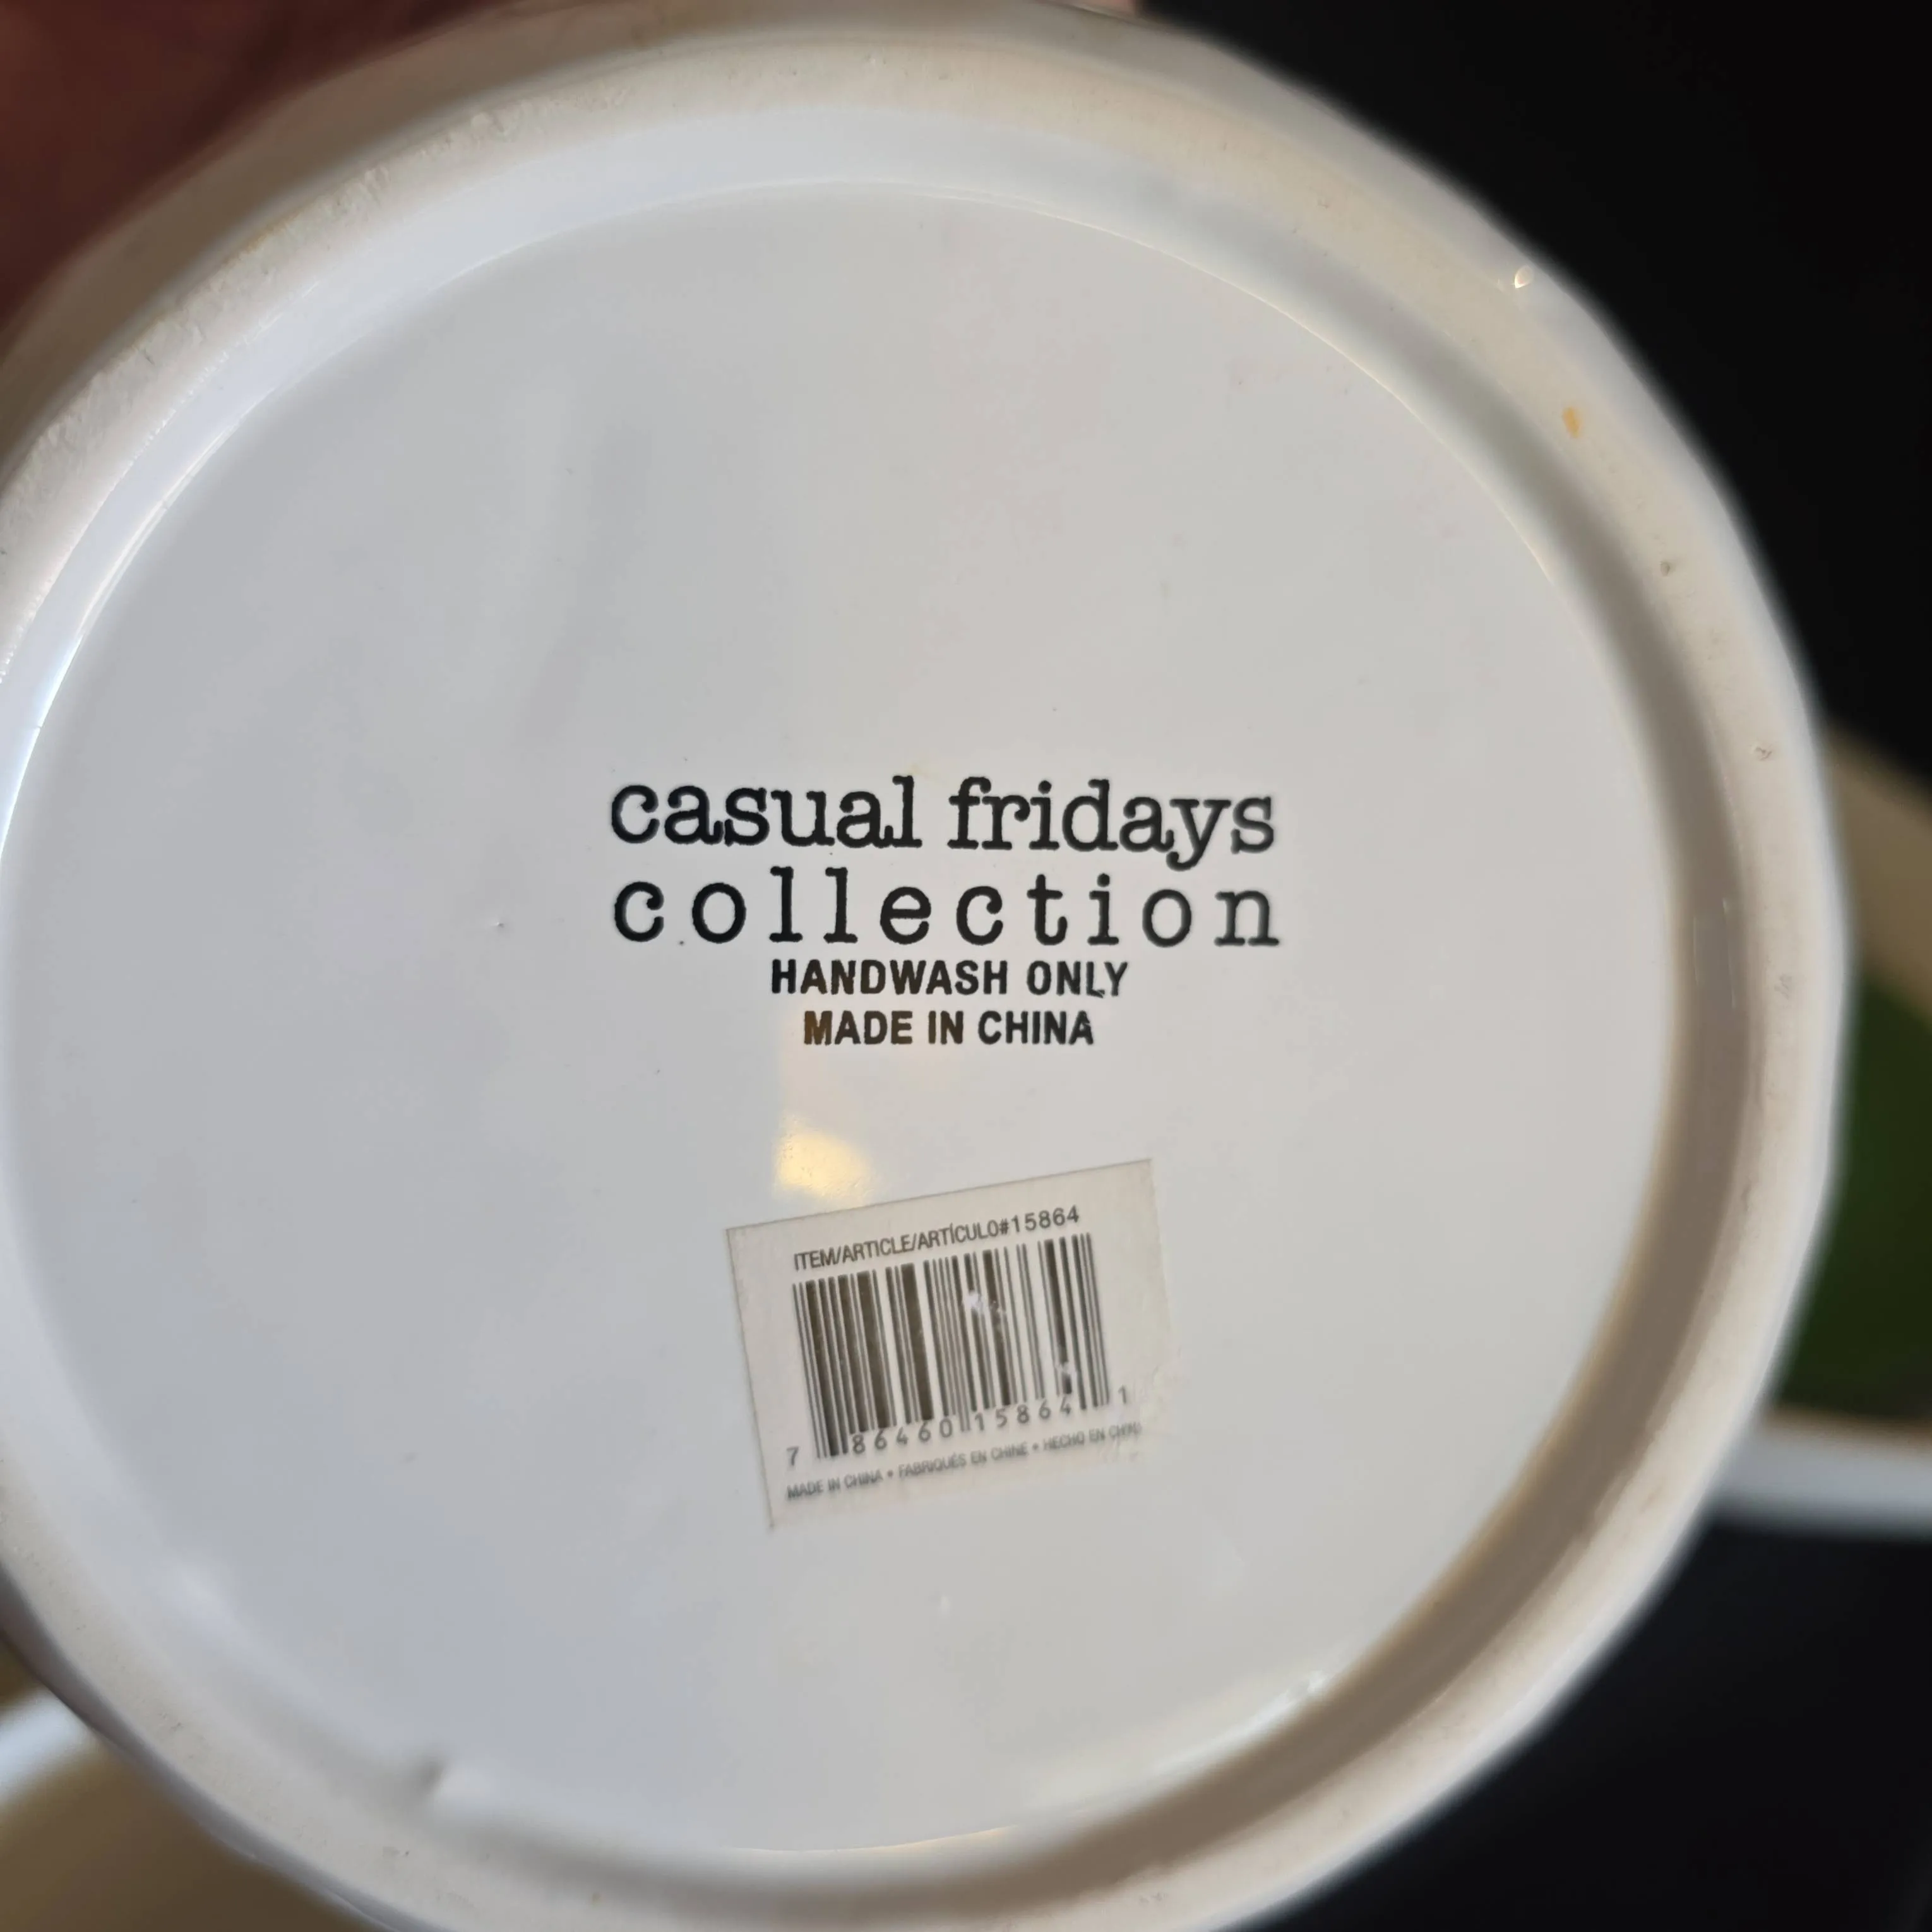 casual fridays
collection
HANDWASH ONLY
MADE IN CHINA
ITEM/ARTICLE/ARTÍCULO#15864
7 86460 15864 1
MADE IN CHINA • FABRIQUÉS EN CHINE • HECHO EN CHINA